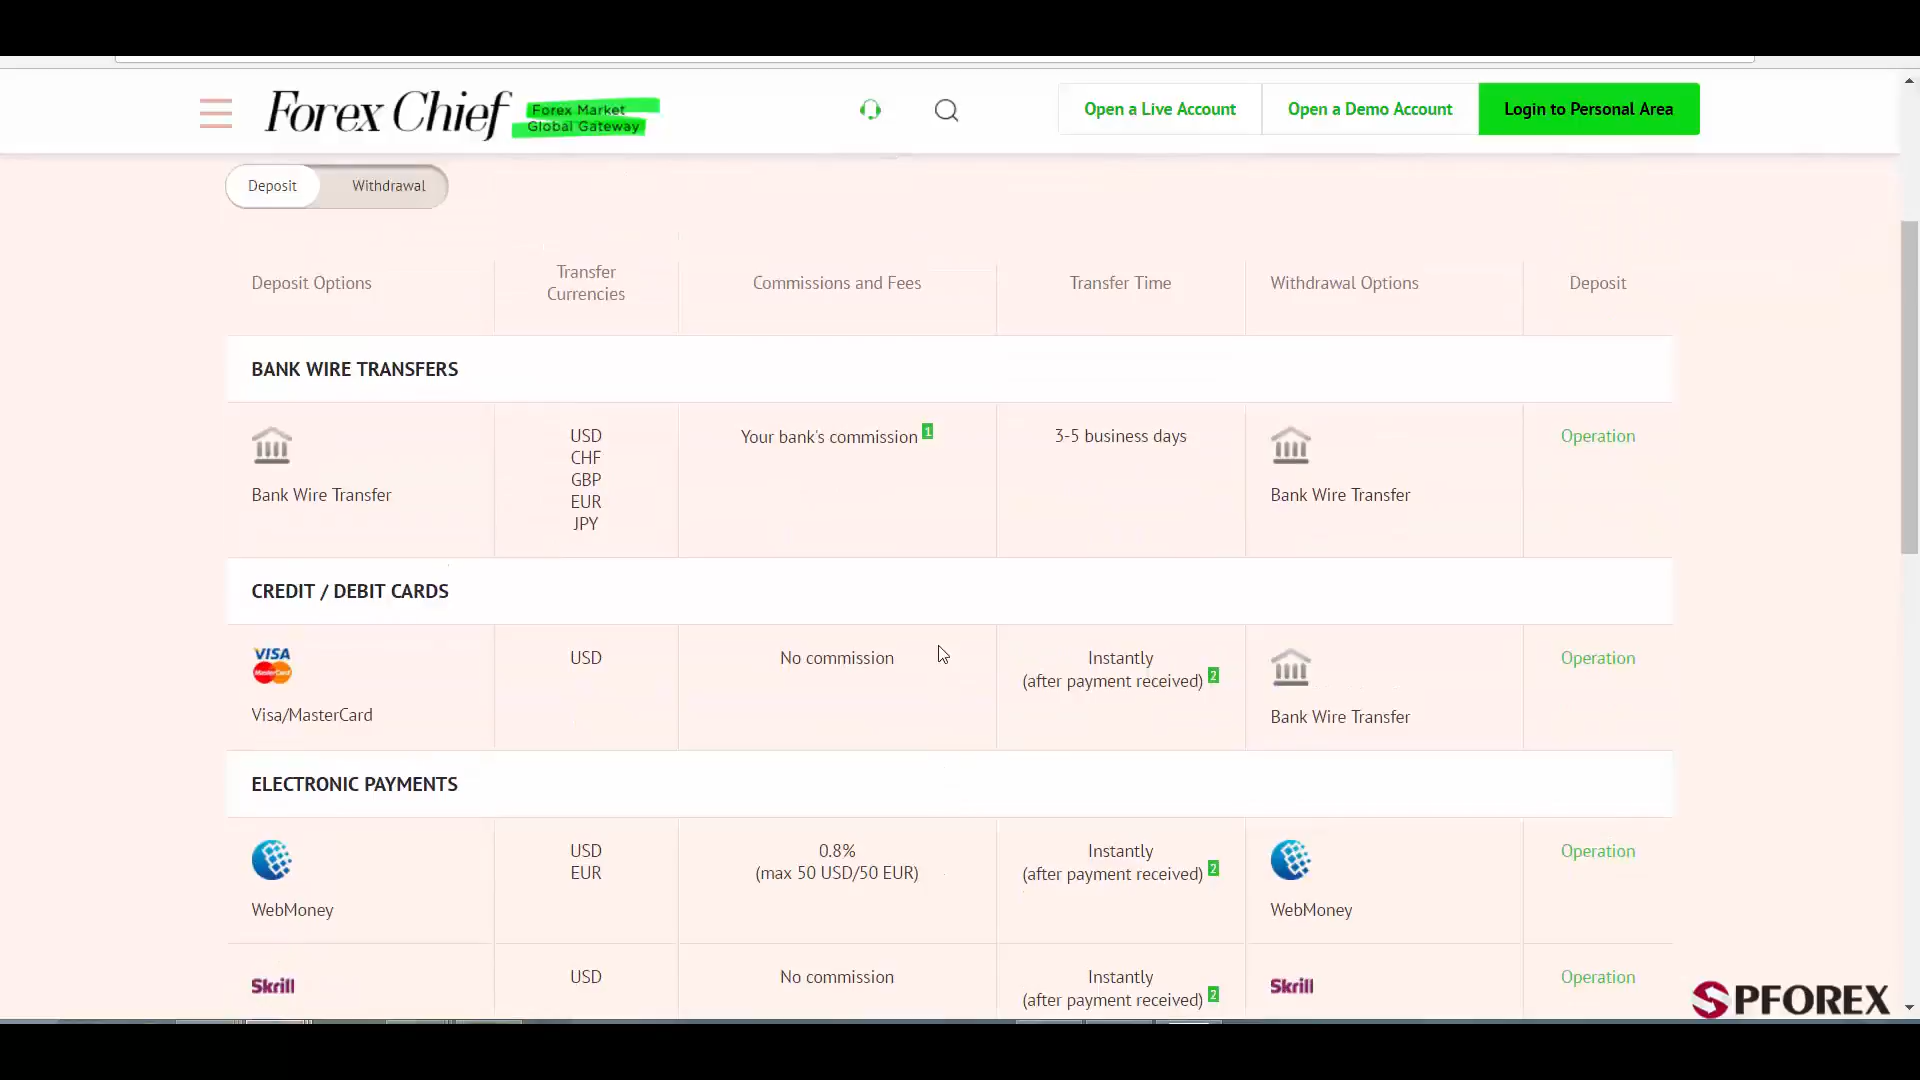 Forex Chief
Forex Market
Global Gateway
Open a Live Account
Open a Demo Account
Login to Personal Area
Deposit
Withdrawal
Deposit Options
Transfer
Currencies
Commissions and Fees
Transfer Time
Withdrawal Options
Deposit
BANK WIRE TRANSFERS
Bank Wire Transfer
USD
CHF
GBP
EUR
JPY
Your bank's commission 1
3-5 business days
Bank Wire Transfer
Operation
CREDIT / DEBIT CARDS
VISA
MasterCard
Visa/MasterCard
USD
No commission
Instantly
(after payment received) 2
Bank Wire Transfer
Operation
ELECTRONIC PAYMENTS
WebMoney
USD
EUR
0.8%
(max 50 USD/50 EUR)
Instantly
(after payment received) 2
WebMoney
Operation
Skrill
USD
No commission
Instantly
(after payment received) 2
Skrill
Operation
SPFOREX